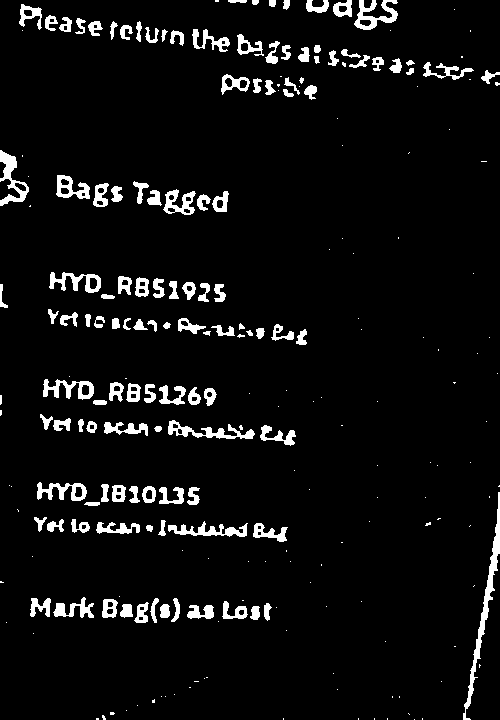 Bags
Please return the bags at store as soon as
possible
Bags Tagged
HYD_RB51925
Yet to scan • Reusable Bag
HYD_RB51269
Yet to scan • Reusable Bag
HYD_IB10135
Yet to scan • Insulated Bag
Mark Bag(s) as Lost